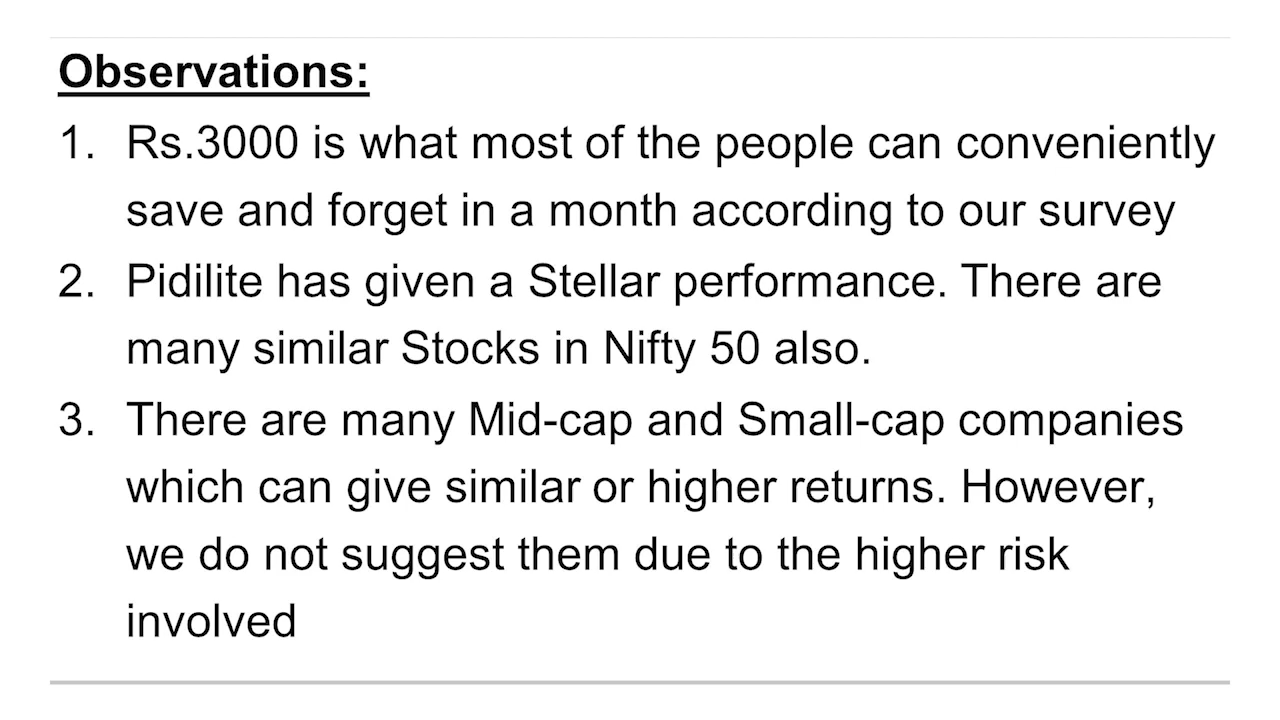 Observations:
1. Rs.3000 is what most of the people can conveniently
save and forget in a month according to our survey
2. Pidilite has given a Stellar performance. There are
many similar Stocks in Nifty 50 also.
3. There are many Mid-cap and Small-cap companies
which can give similar or higher returns. However,
we do not suggest them due to the higher risk
involved